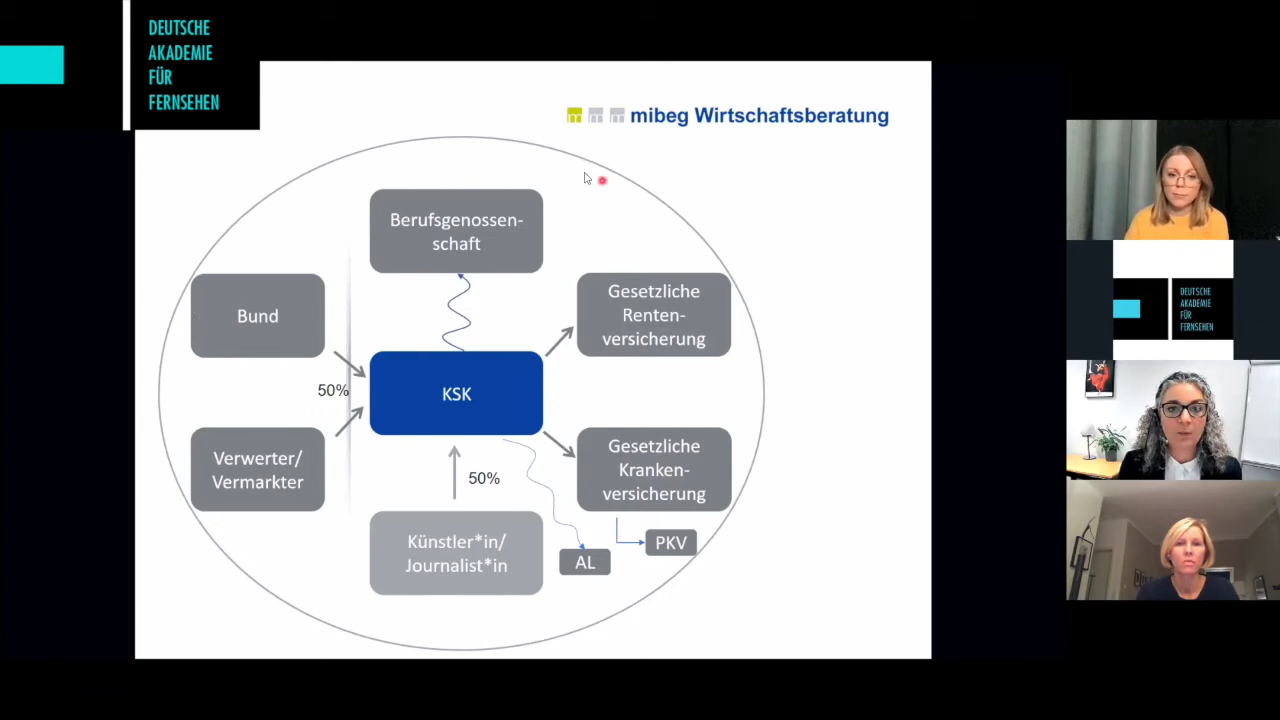 DEUTSCHE
AKADEMIE
FÜR
FERNSEHEN
mibeg Wirtschaftsberatung
Berufsgenossen-
schaft
Bund
Gesetzliche
Renten-
versicherung
50%
KSK
Verwerter/
Vermarkter
Gesetzliche
Kranken-
versicherung
50%
Künstler*in/
Journalist*in
AL
PKV
DEUTSCHE
AKADEMIE
FÜR
FERNSEHEN